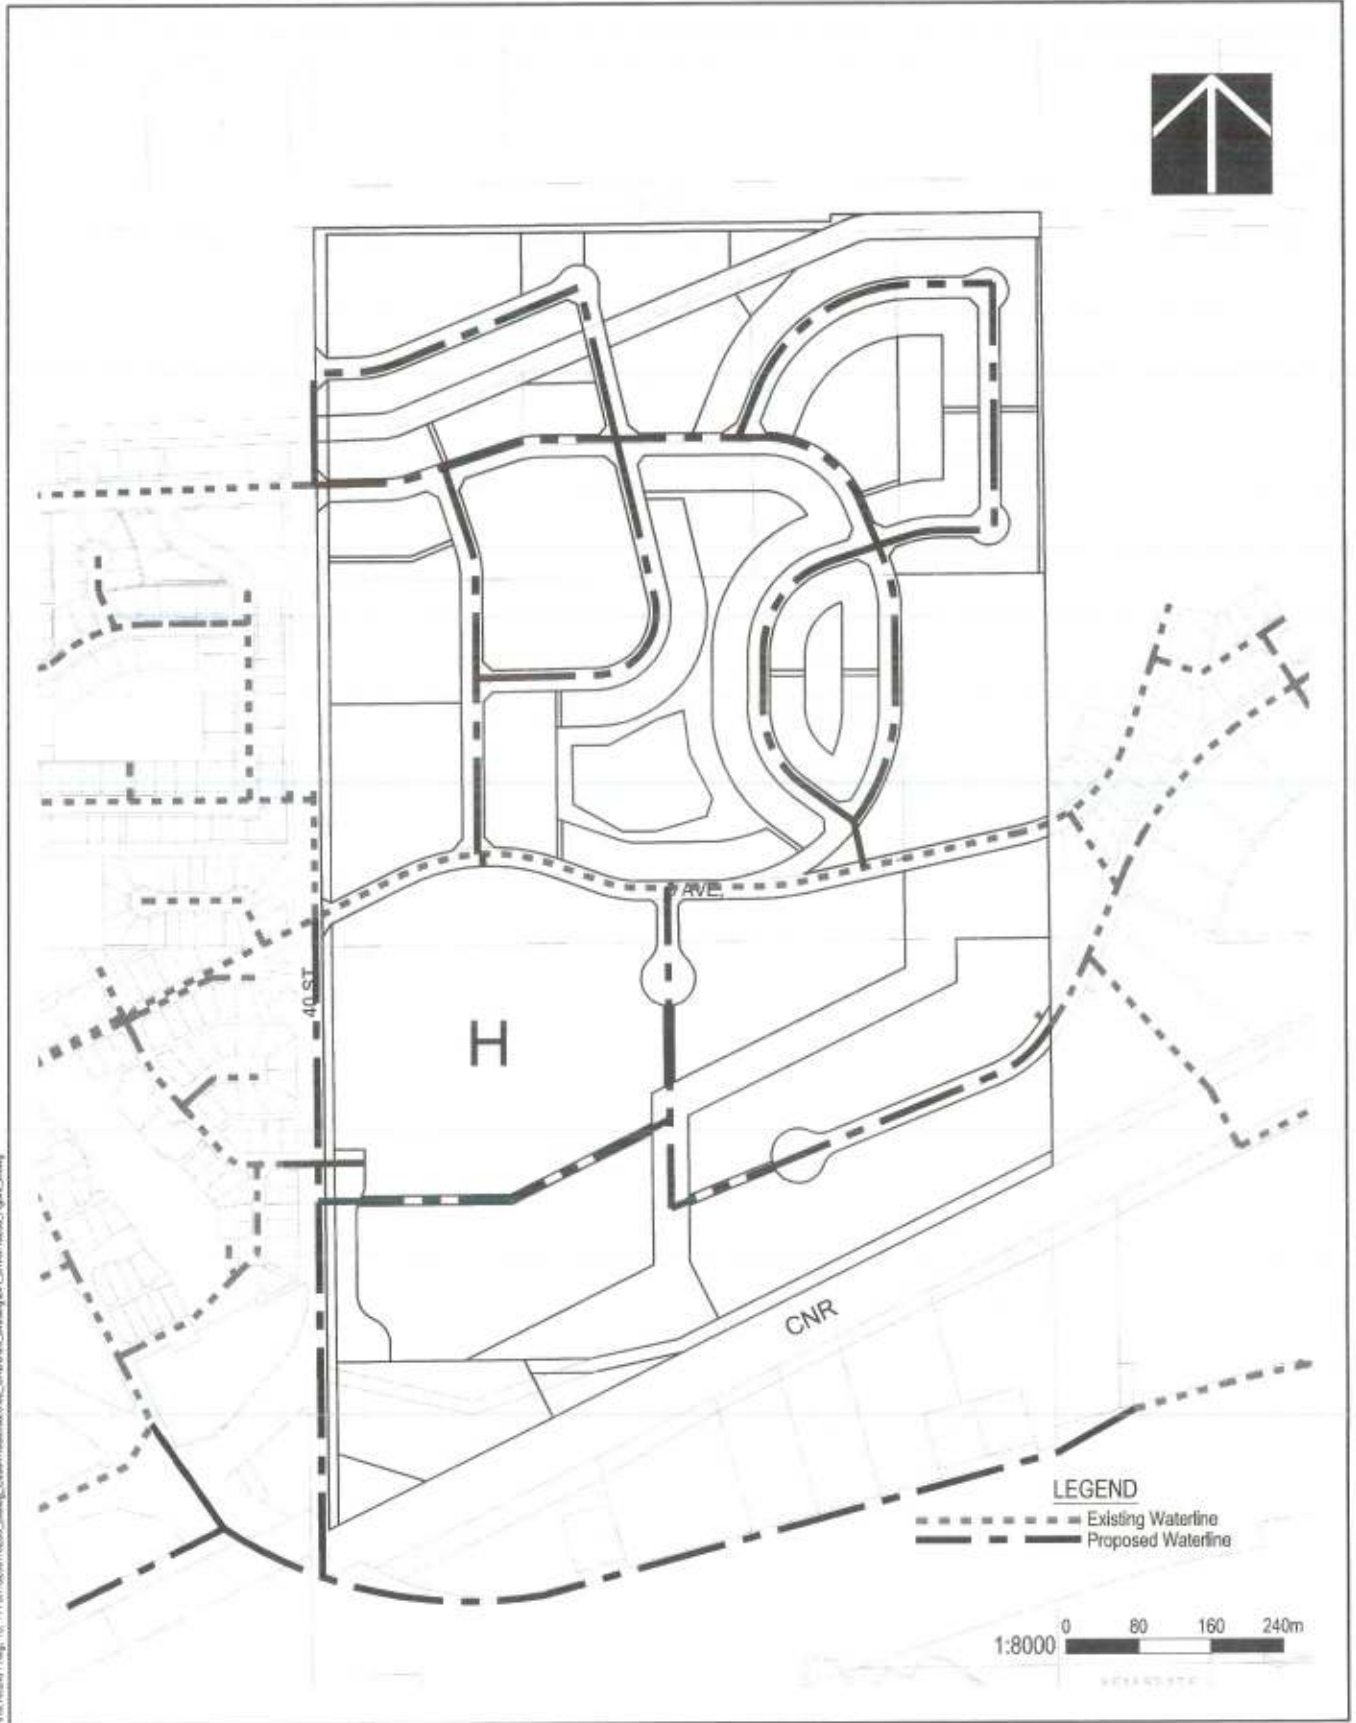 AVE,
40 ST
H
CNR
LEGEND
Existing Waterline
Proposed Waterline
0 80 160 240m
1:8000